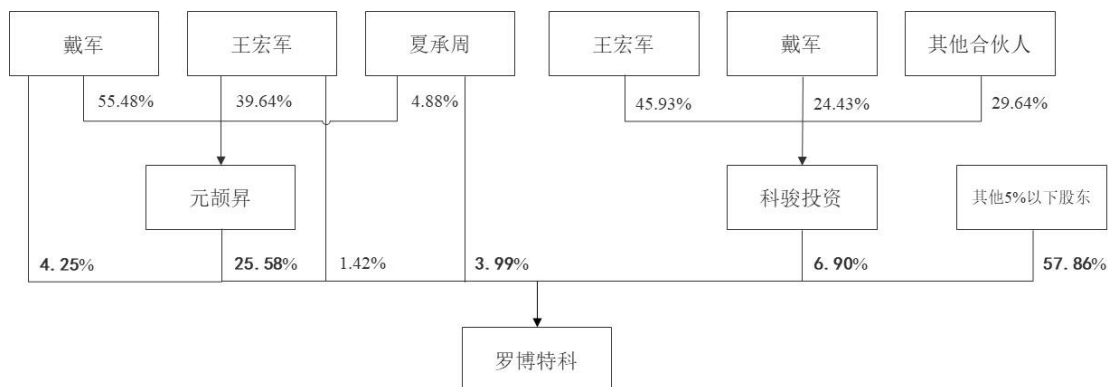 戴军
王宏军
夏承周
王宏军
戴军
其他合伙人
55.48%
39.64%
4.88%
45.93%
24.43%
29.64%
元颉昇
科骏投资
其他5%以下股东
4.25%
25.58%
1.42%
3.99%
6.90%
57.86%
罗博特科